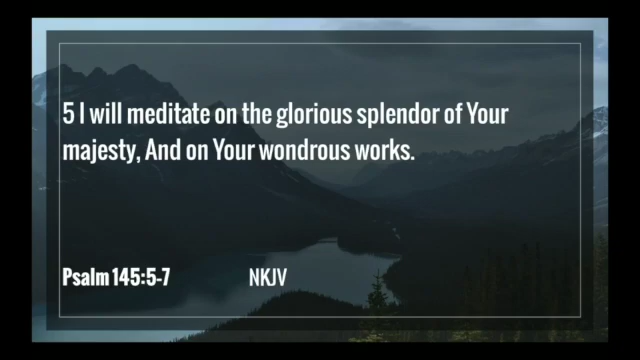 5 I will meditate on the glorious splendor of Your
majesty, And on Your wondrous works.
Psalm 145:5-7 NKJV